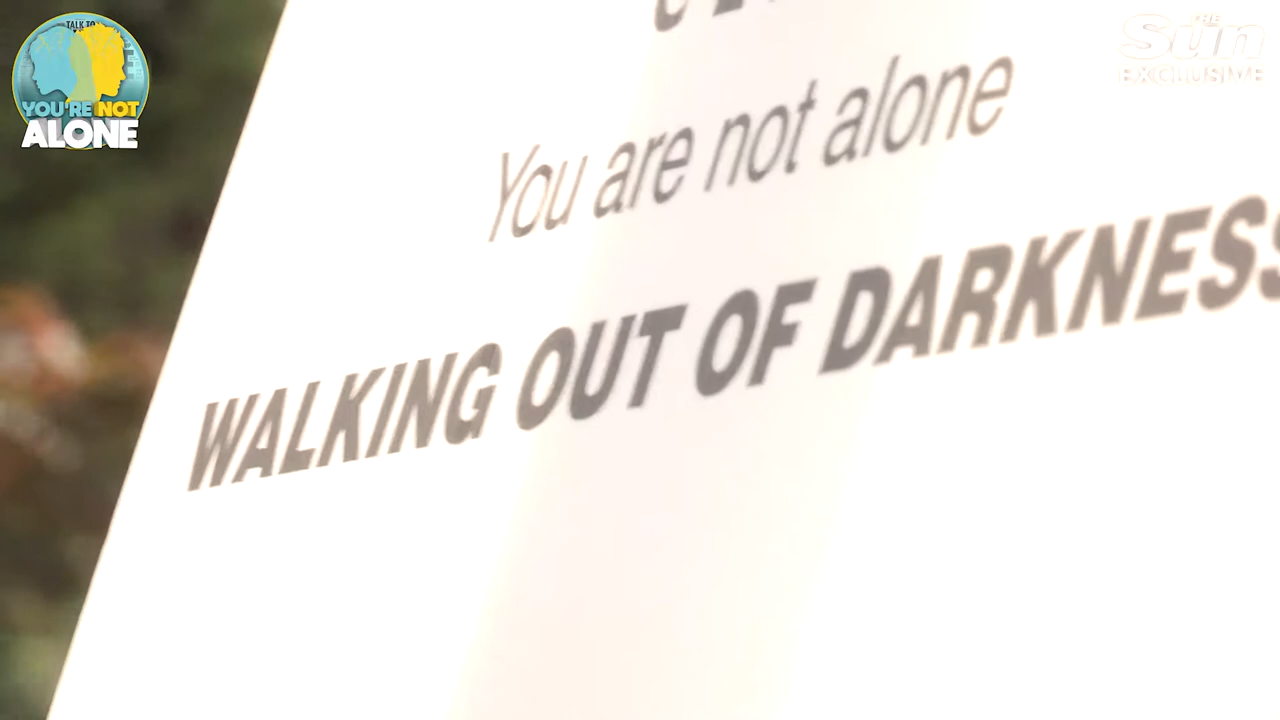 TALK TO
YOU'RE NOT
ALONE
THE
Sun
EXCLUSIVE
You are not alone
WALKING OUT OF DARKNESS